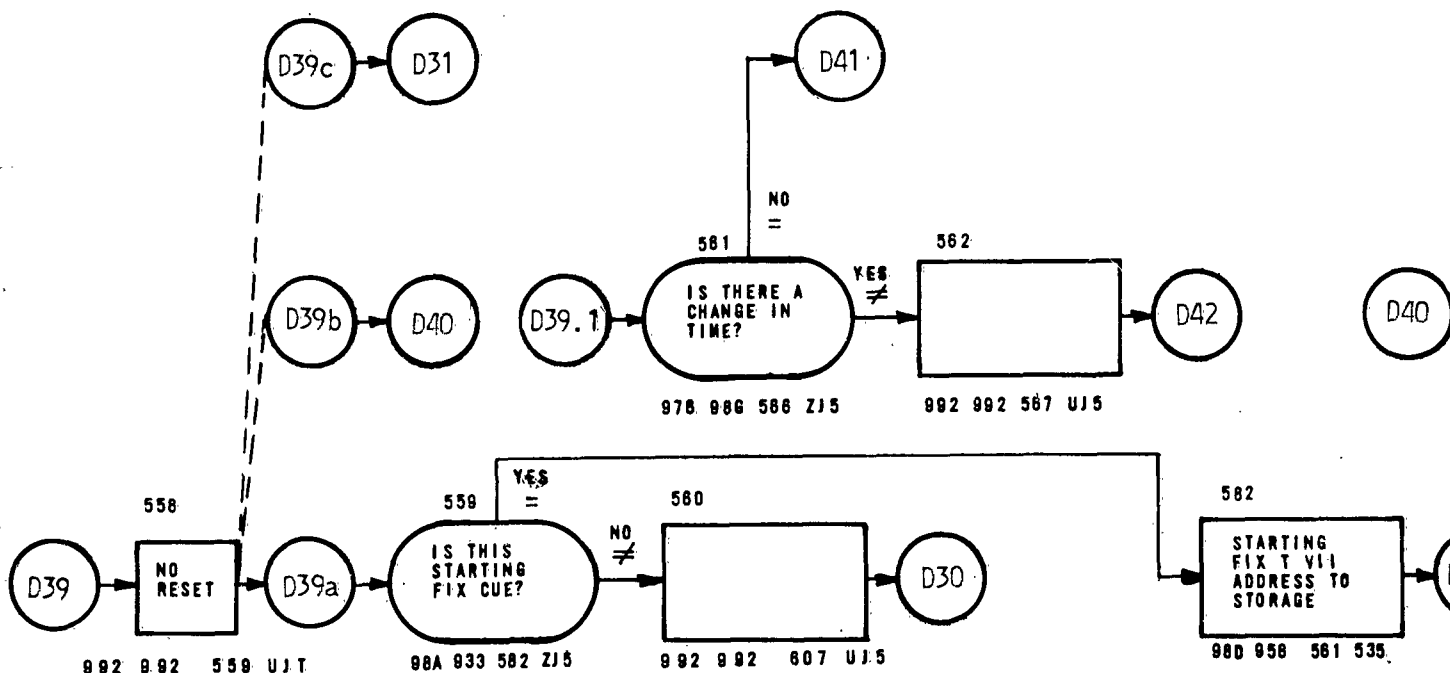 D39c
D31
D41
NO
=
561
562
YES
≠
D39b
D40
D39.1
IS THERE A
CHANGE IN
TIME?
D42
D40
976 98G 566 ZJ5
992 992 567 UJ5
YES
=
558
559
560
582
NO
≠
D39
NO
RESET
D39a
IS THIS
STARTING
FIX CUE?
D30
STARTING
FIX T VII
ADDRESS TO
STORAGE
992 992 559 UJT
98A 933 582 ZJ5
992 992 607 UJ5
98D 958 561 535